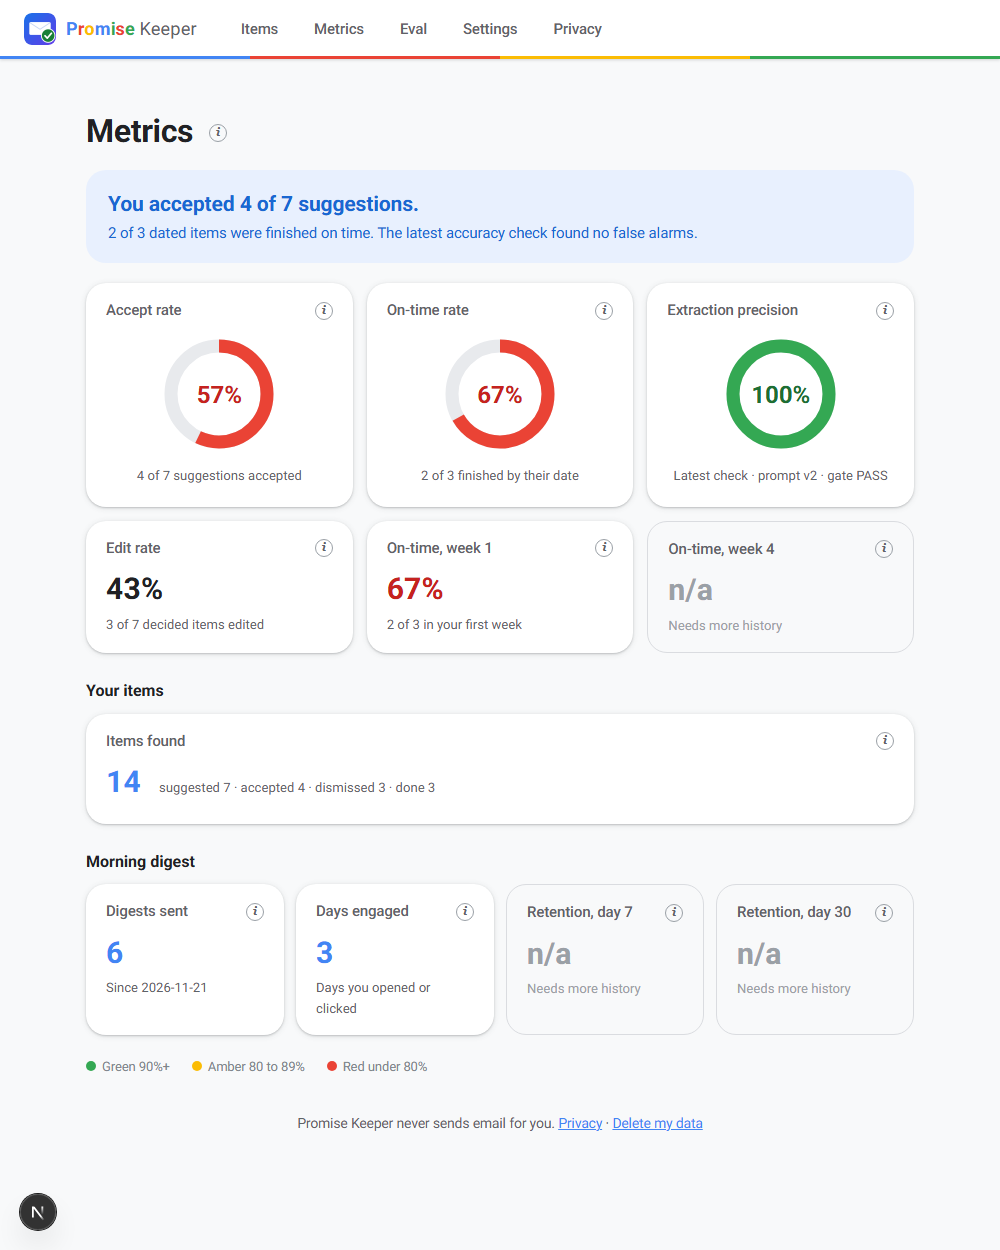 Promise Keeper
Items
Metrics
Eval
Settings
Privacy
Metrics
You accepted 4 of 7 suggestions.
2 of 3 dated items were finished on time. The latest accuracy check found no false alarms.
Accept rate
57%
4 of 7 suggestions accepted
On-time rate
67%
2 of 3 finished by their date
Extraction precision
100%
Latest check · prompt v2 · gate PASS
Edit rate
43%
3 of 7 decided items edited
On-time, week 1
67%
2 of 3 in your first week
On-time, week 4
n/a
Needs more history
Your items
Items found
14 suggested 7 · accepted 4 · dismissed 3 · done 3
Morning digest
Digests sent
6
Since 2026-11-21
Days engaged
3
Days you opened or
clicked
Retention, day 7
n/a
Needs more history
Retention, day 30
n/a
Needs more history
Green 90%+
Amber 80 to 89%
Red under 80%
Promise Keeper never sends email for you. Privacy · Delete my data
N